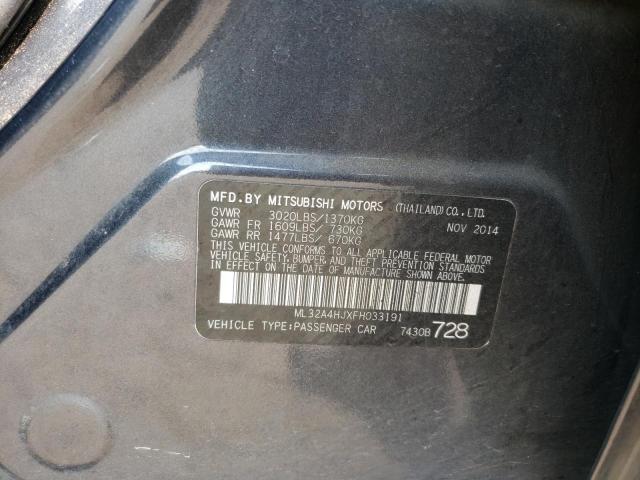 MFD.BY MITSUBISHI MOTORS (THAILAND)CO.,LTD.
GVWR 3020LBS/1370KG NOV 2014
GAWR FR 1609LBS/ 730KG
GAWR RR 1477LBS/ 670KG
THIS VEHICLE CONFORMS TO ALL APPLICABLE FEDERAL MOTOR
VEHICLE SAFETY,BUMPER,AND THEFT PREVENTION STANDARDS
IN EFFECT ON THE DATE OF MANUFACTURE SHOWN ABOVE.
ML32A4HJXFH033191
VEHICLE TYPE:PASSENGER CAR 7430B 728